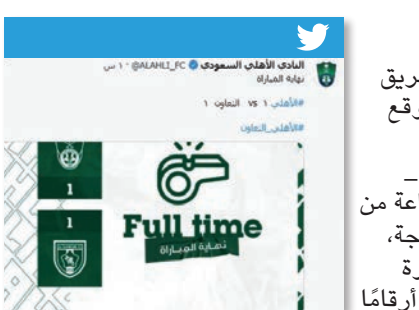 النادي الأهلي السعودي @ALAHLI_FC · ١ س
نهاية المباراة
#الأهلي ١ vs التعاون ١
#الأهلي_التعاون
1
1
Full time
نهاية المباراة
ريق
رقع
اعة من
جة،
رة
أرقامًا